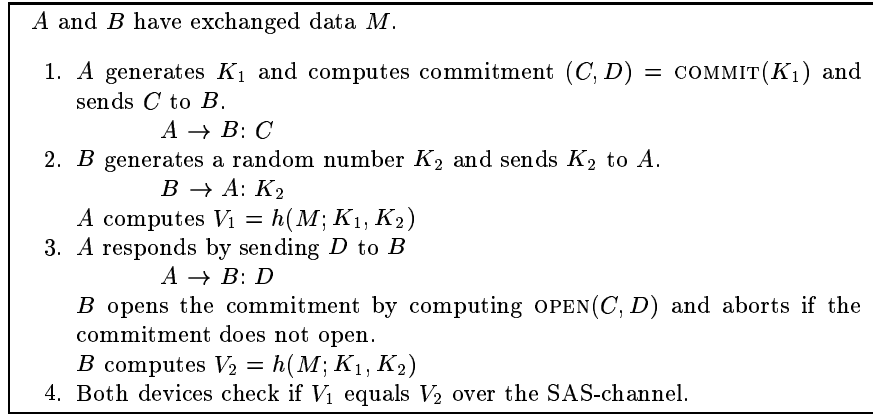 A and B have exchanged data M.
1. A generates K₁ and computes commitment (C, D) = COMMIT(K₁) and
sends C to B.
A → B: C
2. B generates a random number K₂ and sends K₂ to A.
B → A: K₂
A computes V₁ = h(M; K₁, K₂)
3. A responds by sending D to B
A → B: D
B opens the commitment by computing OPEN(C, D) and aborts if the
commitment does not open.
B computes V₂ = h(M; K₁, K₂)
4. Both devices check if V₁ equals V₂ over the SAS-channel.